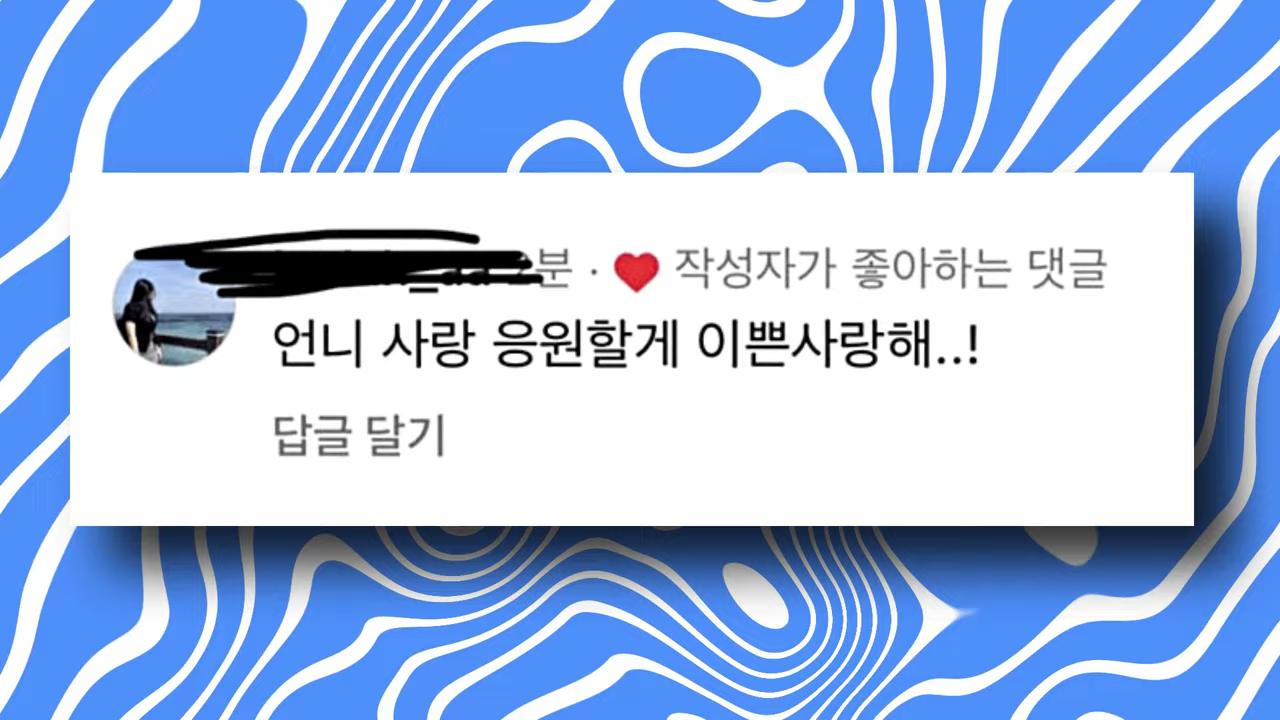 분 · ❤️ 작성자가 좋아하는 댓글
언니 사랑 응원할게 이쁜사랑해..!
답글 달기